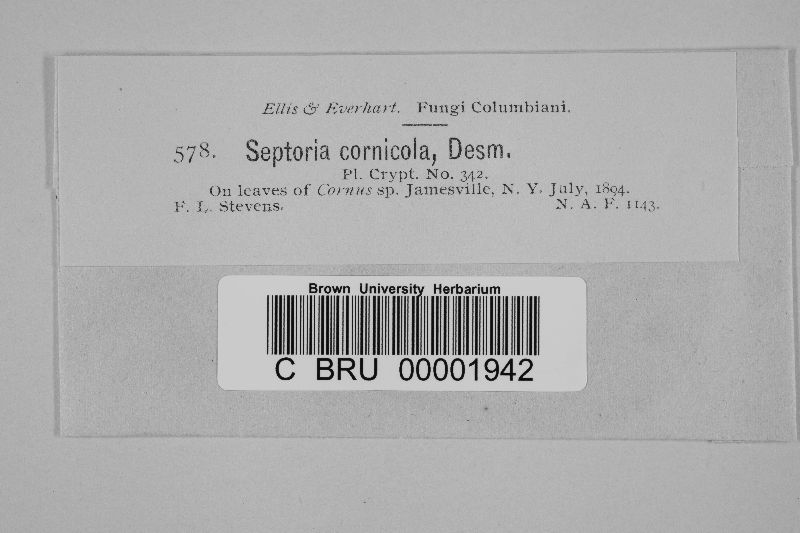 Ellis & Everhart. Fungi Columbiani.
578. Septoria cornicola, Desm.
Pl. Crypt. No. 342.
On leaves of Cornus sp. Jamesville, N. Y. July, 1894.
F. L. Stevens. N. A. F. 1143.
Brown University Herbarium
C BRU 00001942